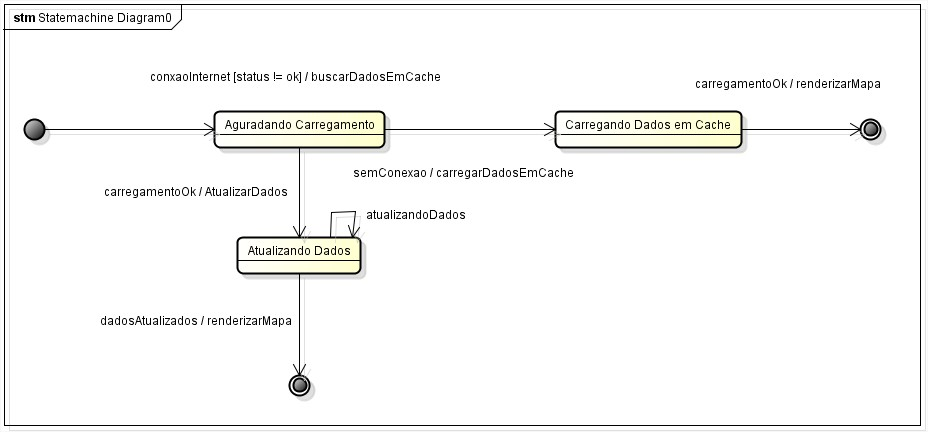 stm Statemachine Diagram0
conxaoInternet [status != ok] / buscarDadosEmCache
carregamentoOk / renderizarMapa
Aguradando Carregamento
Carregando Dados em Cache
semConexao / carregarDadosEmCache
carregamentoOk / AtualizarDados
atualizandoDados
Atualizando Dados
dadosAtualizados / renderizarMapa